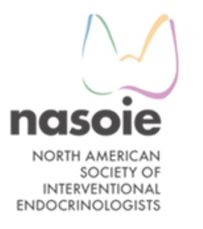 nasoie
NORTH AMERICAN
SOCIETY OF
INTERVENTIONAL
ENDOCRINOLOGISTS